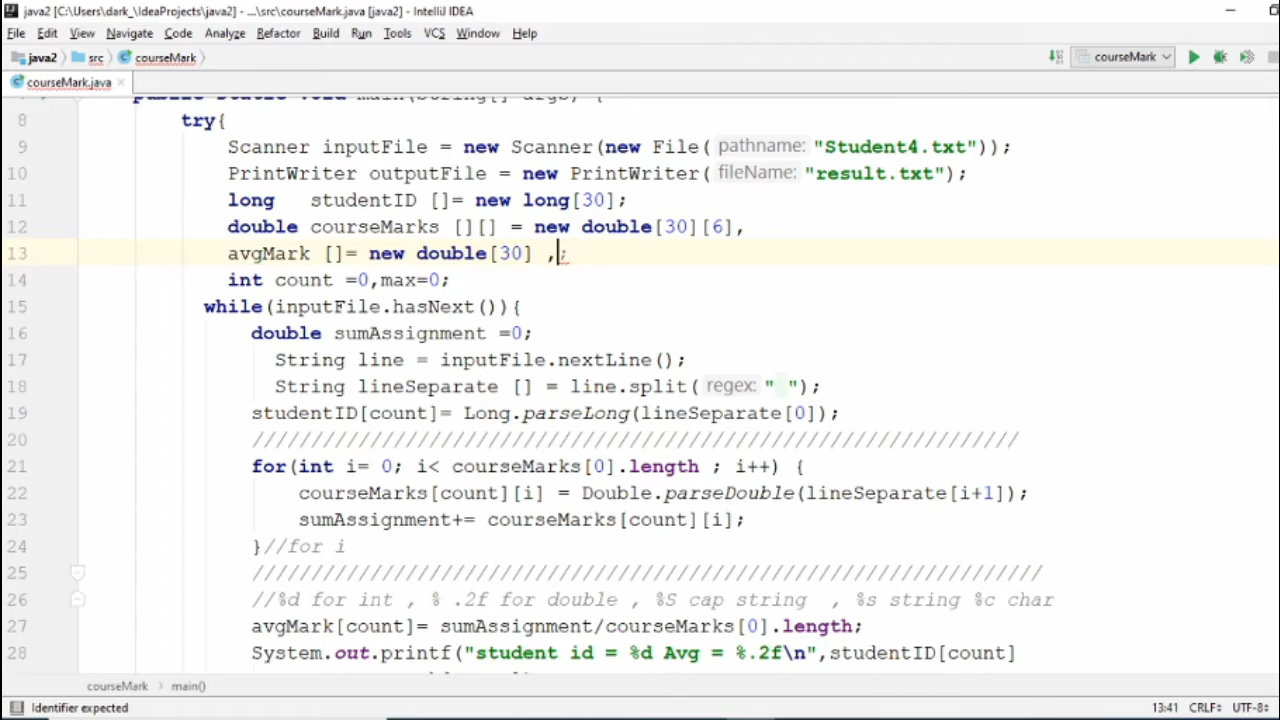 java2 [C:\Users\dark_\IdeaProjects\java2] - ...\src\courseMark.java [java2] - IntelliJ IDEA
File Edit View Navigate Code Analyze Refactor Build Run Tools VCS Window Help
java2 src courseMark courseMark
courseMark.java
public static void main(String[] args) {
8 try{
9 Scanner inputFile = new Scanner(new File( pathname: "Student4.txt"));
10 PrintWriter outputFile = new PrintWriter( fileName: "result.txt");
11 long studentID []= new long[30];
12 double courseMarks [][] = new double[30][6],
13 avgMark []= new double[30] ,;
14 int count =0,max=0;
15 while(inputFile.hasNext()){
16 double sumAssignment =0;
17 String line = inputFile.nextLine();
18 String lineSeparate [] = line.split( regex: " ");
19 studentID[count]= Long.parseLong(lineSeparate[0]);
20 /////////////////////////////////////////////////////////////////
21 for(int i= 0; i< courseMarks[0].length ; i++) {
22 courseMarks[count][i] = Double.parseDouble(lineSeparate[i+1]);
23 sumAssignment+= courseMarks[count][i];
24 }//for i
25 ///////////////////////////////////////////////////////////////////
26 //%d for int , % .2f for double , %S cap string , %s string %c char
27 avgMark[count]= sumAssignment/courseMarks[0].length;
28 System.out.printf("student id = %d Avg = %.2f\n",studentID[count]
courseMark main()
Identifier expected 13:41 CRLF UTF-8